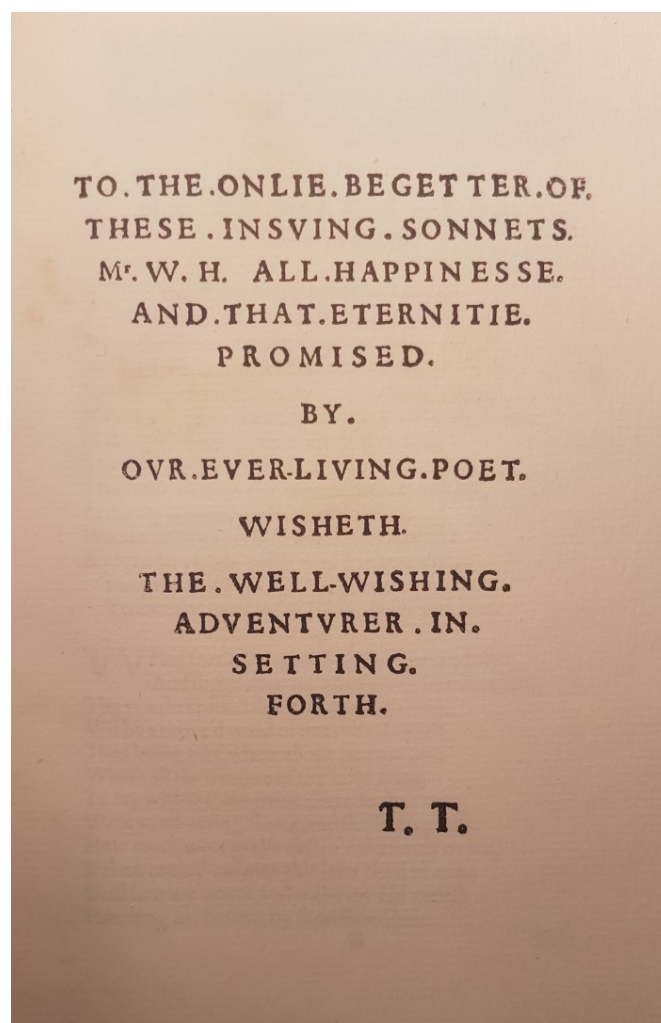 TO.THE.ONLIE.BEGETTER.OF.
THESE.INSVING.SONNETS.
Mr. W. H. ALL.HAPPINESSE.
AND.THAT.ETERNITIE.
PROMISED.
BY.
OVR.EVER-LIVING.POET.
WISHETH.
THE.WELL-WISHING.
ADVENTVRER.IN.
SETTING.
FORTH.
T. T.